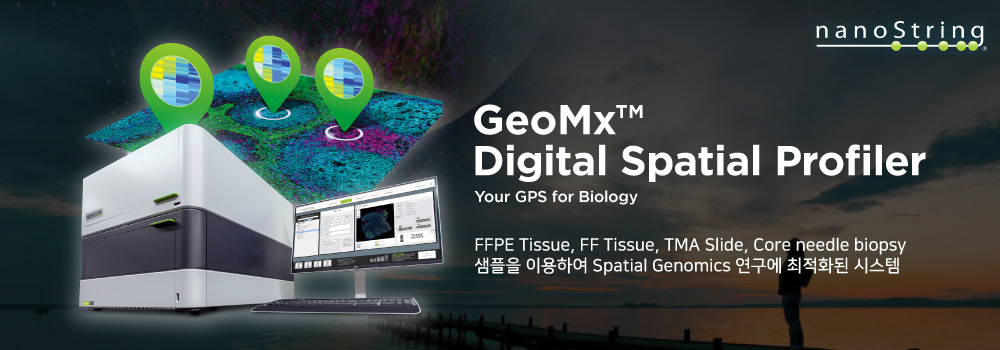 nanoString
GeoMx™
Digital Spatial Profiler
Your GPS for Biology
FFPE Tissue, FF Tissue, TMA Slide, Core needle biopsy
샘플을 이용하여 Spatial Genomics 연구에 최적화된 시스템